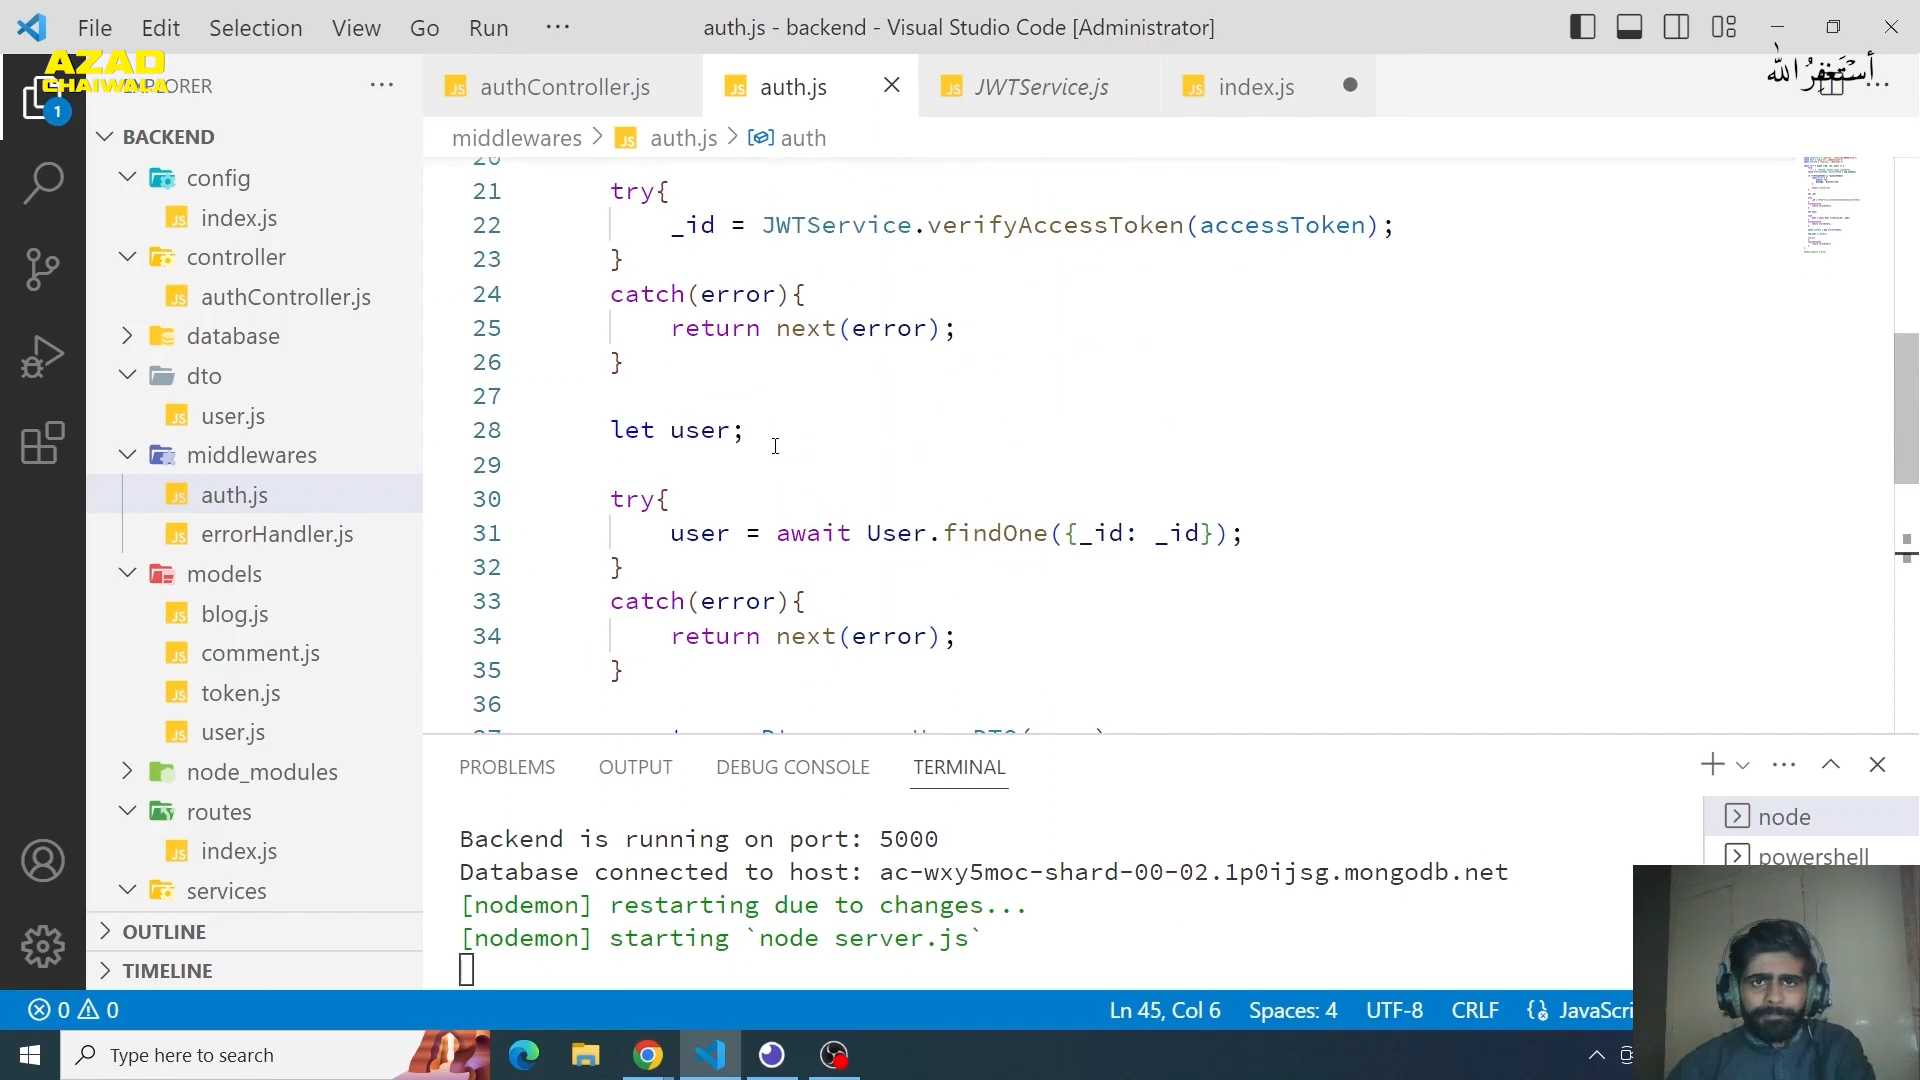 File Edit Selection View Go Run ··· auth.js - backend - Visual Studio Code [Administrator]
AZAD
CHAIWALA
EXPLORER ···
أستغفر الله
authController.js
auth.js
JWTService.js
index.js
1
BACKEND
config
index.js
controller
authController.js
database
dto
user.js
middlewares
auth.js
errorHandler.js
models
blog.js
comment.js
token.js
user.js
node_modules
routes
index.js
services
OUTLINE
TIMELINE
middlewares > auth.js > auth
20
21 try{
22 _id = JWTService.verifyAccessToken(accessToken);
23 }
24 catch(error){
25 return next(error);
26 }
27
28 let user;
29
30 try{
31 user = await User.findOne({_id: _id});
32 }
33 catch(error){
34 return next(error);
35 }
36
PROBLEMS OUTPUT DEBUG CONSOLE TERMINAL
Backend is running on port: 5000
Database connected to host: ac-wxy5moc-shard-00-02.1p0ijsg.mongodb.net
[nodemon] restarting due to changes...
[nodemon] starting `node server.js`
node
powershell
0 0 Ln 45, Col 6 Spaces: 4 UTF-8 CRLF JavaScri
Type here to search